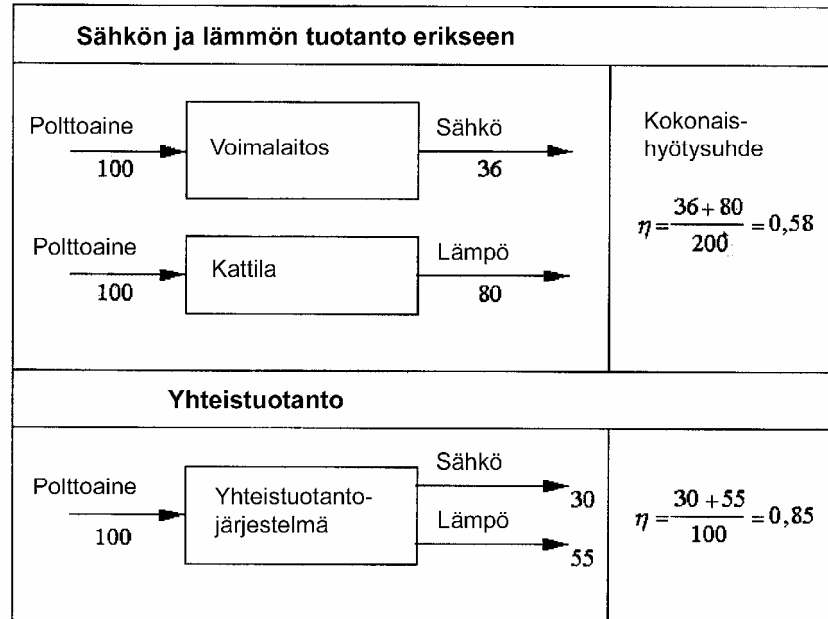 Sähkön ja lämmön tuotanto erikseen
Polttoaine
100
Voimalaitos
Sähkö
36
Kokonais-
hyötysuhde
η = (36 + 80) / 200 = 0,58
Polttoaine
100
Kattila
Lämpö
80
Yhteistuotanto
Polttoaine
100
Yhteistuotanto-
järjestelmä
Sähkö
30
Lämpö
55
η = (30 + 55) / 100 = 0,85